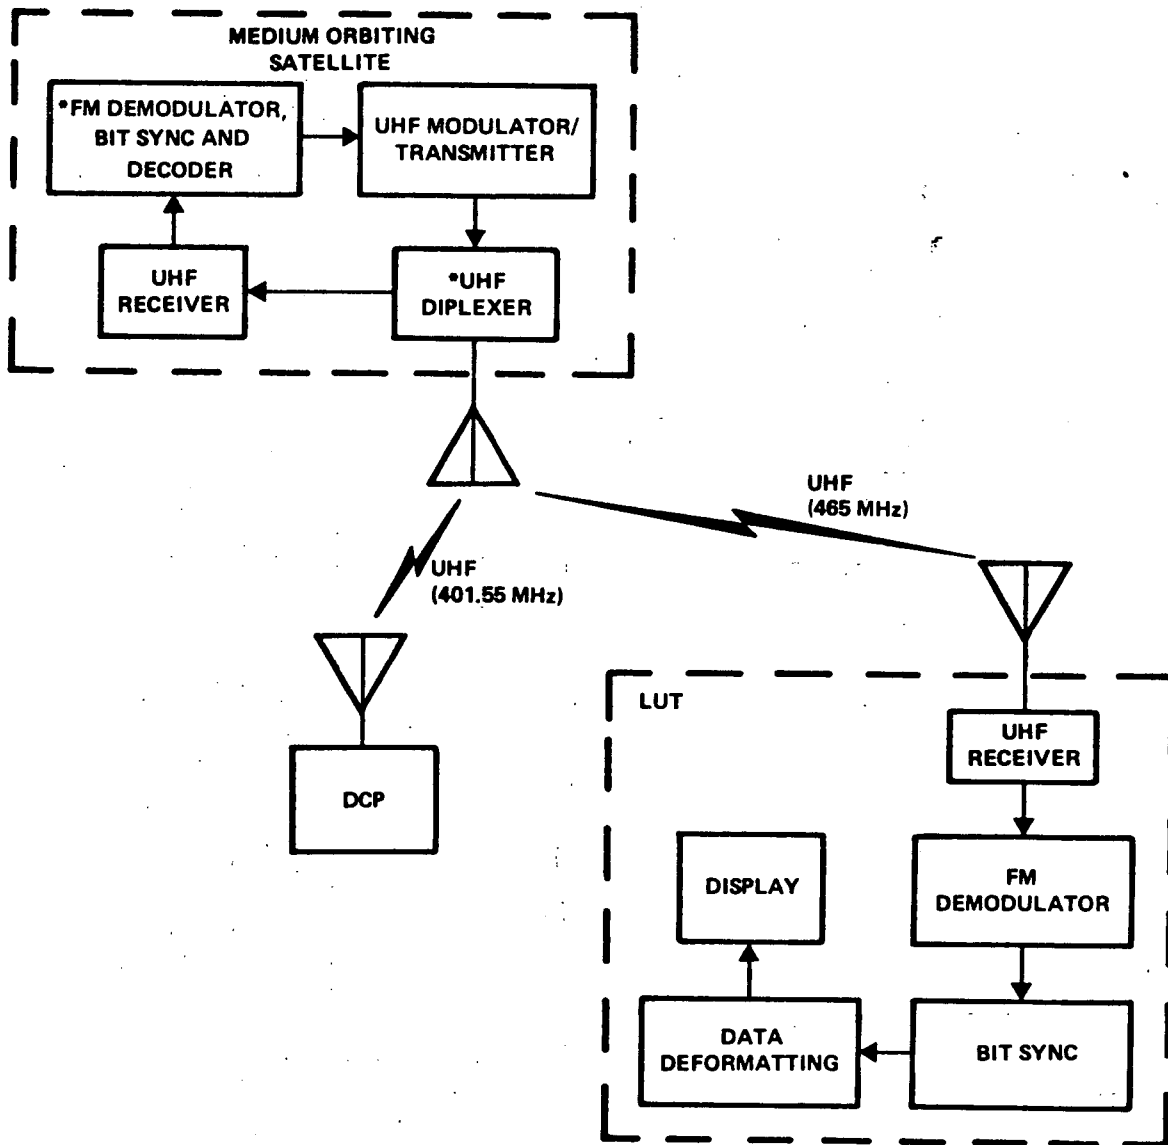 MEDIUM ORBITING
SATELLITE
*FM DEMODULATOR,
BIT SYNC AND
DECODER
UHF MODULATOR/
TRANSMITTER
UHF
RECEIVER
*UHF
DIPLEXER
UHF
(465 MHz)
UHF
(401.55 MHz)
DCP
LUT
UHF
RECEIVER
DISPLAY
FM
DEMODULATOR
DATA
DEFORMATTING
BIT SYNC